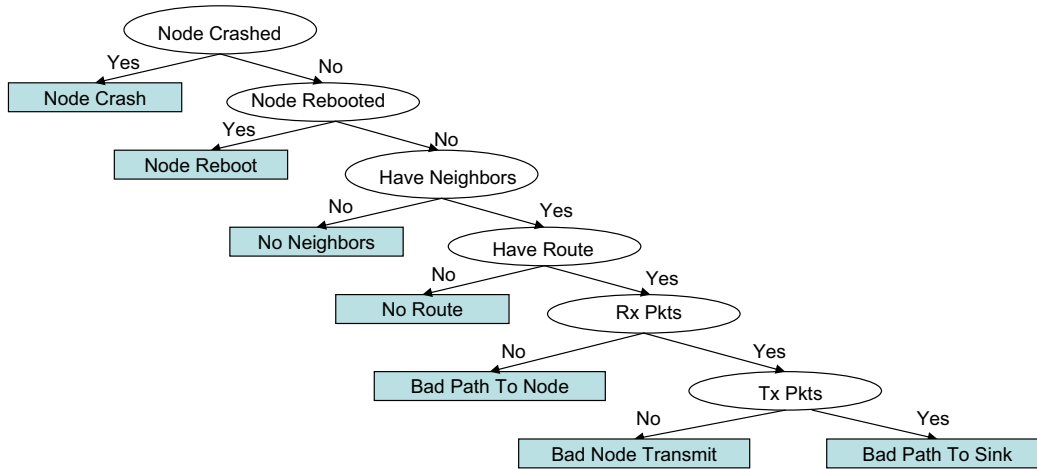 Node Crashed
Yes
No
Node Crash
Node Rebooted
Yes
No
Node Reboot
Have Neighbors
No
Yes
No Neighbors
Have Route
No
Yes
No Route
Rx Pkts
No
Yes
Bad Path To Node
Tx Pkts
No
Yes
Bad Node Transmit
Bad Path To Sink